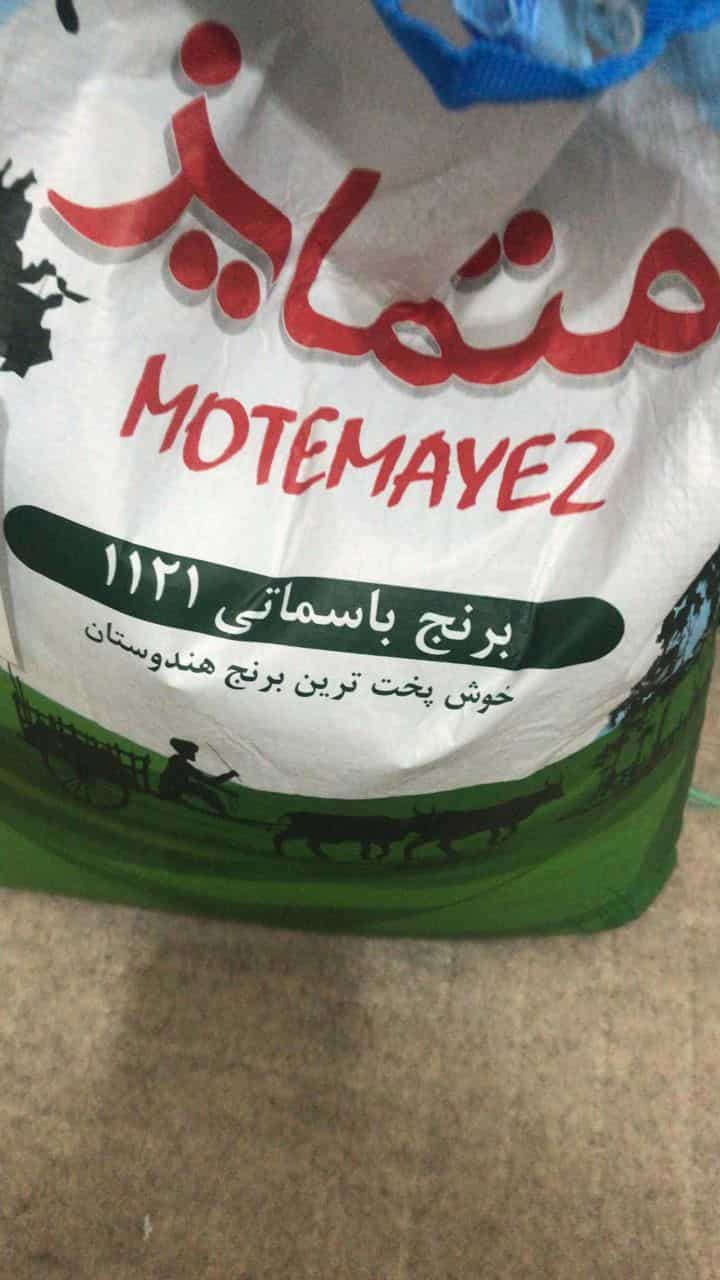 متمایز
MOTEMAYEZ
برنج باسماتی ۱۱۲۱
خوش پخت ترین برنج هندوستان